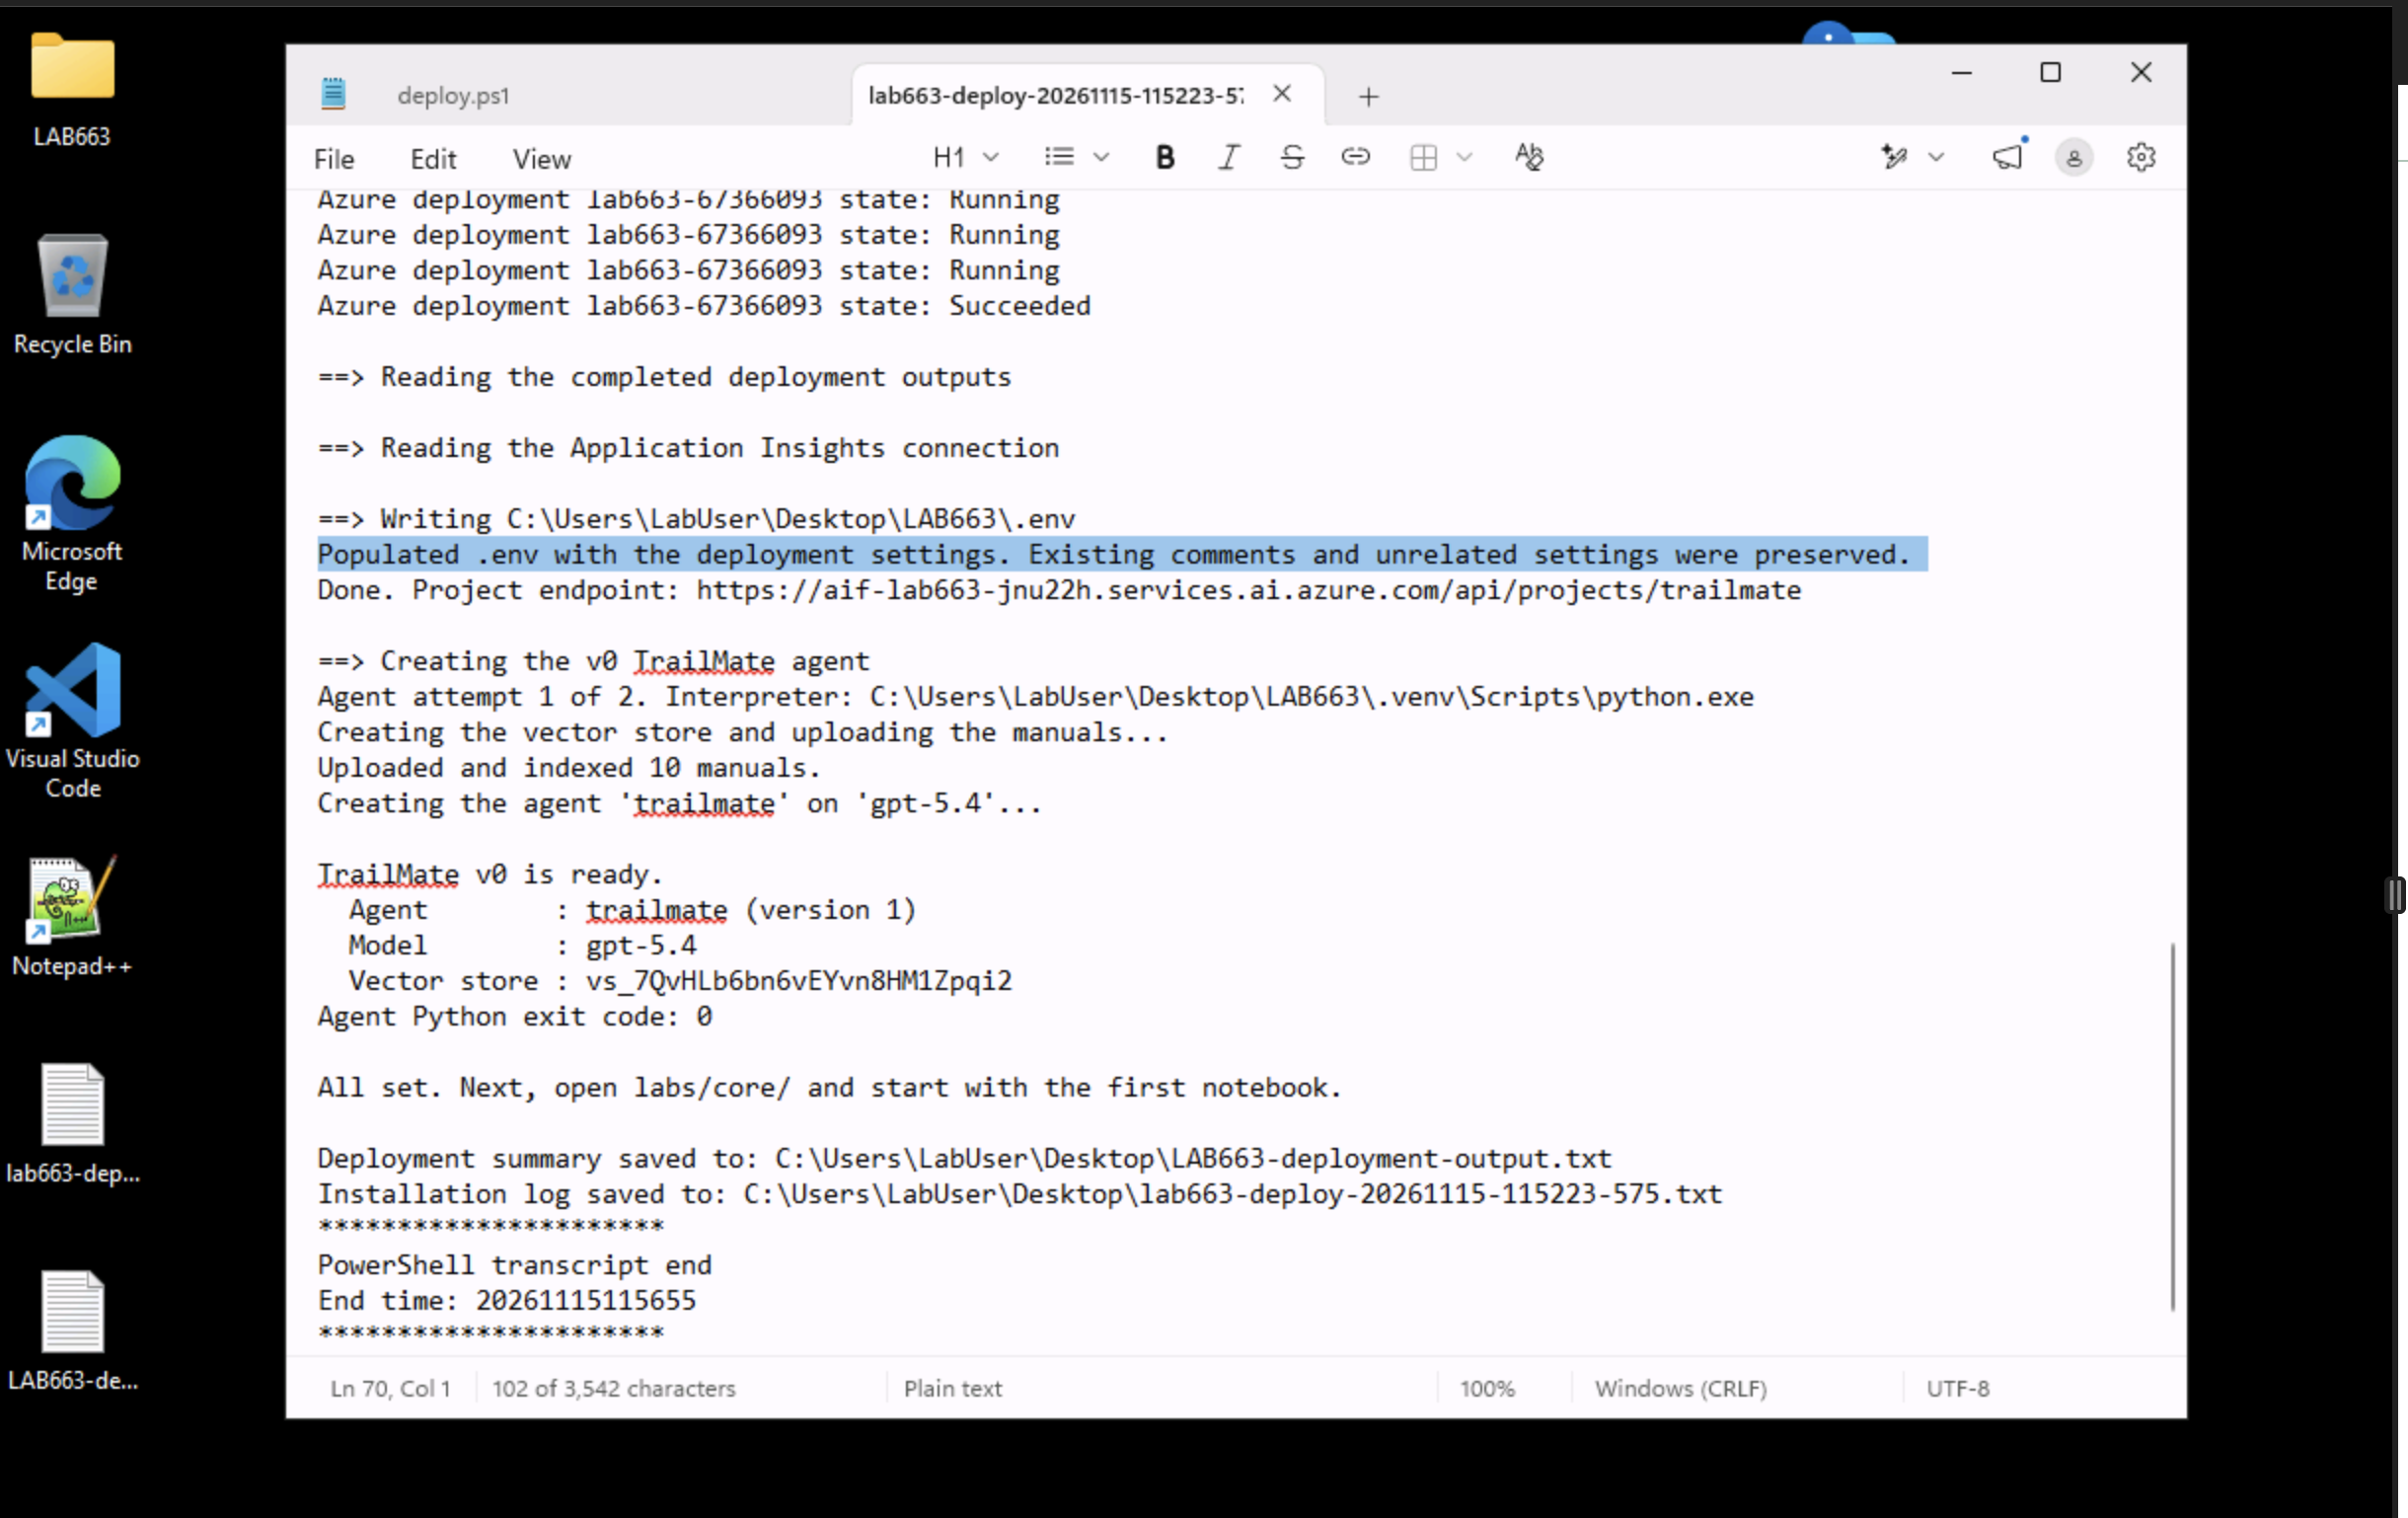 LAB663
Recycle Bin
Microsoft
Edge
Visual Studio
Code
Notepad++
lab663-dep...
LAB663-de...
deploy.ps1
lab663-deploy-20261115-115223-57
File Edit View
H1
Azure deployment lab663-67366093 state: Running
Azure deployment lab663-67366093 state: Running
Azure deployment lab663-67366093 state: Running
Azure deployment lab663-67366093 state: Succeeded
==> Reading the completed deployment outputs
==> Reading the Application Insights connection
==> Writing C:\Users\LabUser\Desktop\LAB663\.env
Populated .env with the deployment settings. Existing comments and unrelated settings were preserved.
Done. Project endpoint: https://aif-lab663-jnu22h.services.ai.azure.com/api/projects/trailmate
==> Creating the v0 TrailMate agent
Agent attempt 1 of 2. Interpreter: C:\Users\LabUser\Desktop\LAB663\.venv\Scripts\python.exe
Creating the vector store and uploading the manuals...
Uploaded and indexed 10 manuals.
Creating the agent 'trailmate' on 'gpt-5.4'...
TrailMate v0 is ready.
Agent : trailmate (version 1)
Model : gpt-5.4
Vector store : vs_7QvHLb6bn6vEYvn8HM1Zpqi2
Agent Python exit code: 0
All set. Next, open labs/core/ and start with the first notebook.
Deployment summary saved to: C:\Users\LabUser\Desktop\LAB663-deployment-output.txt
Installation log saved to: C:\Users\LabUser\Desktop\lab663-deploy-20261115-115223-575.txt
**********************
PowerShell transcript end
End time: 20261115115655
**********************
Ln 70, Col 1 102 of 3,542 characters Plain text 100% Windows (CRLF) UTF-8